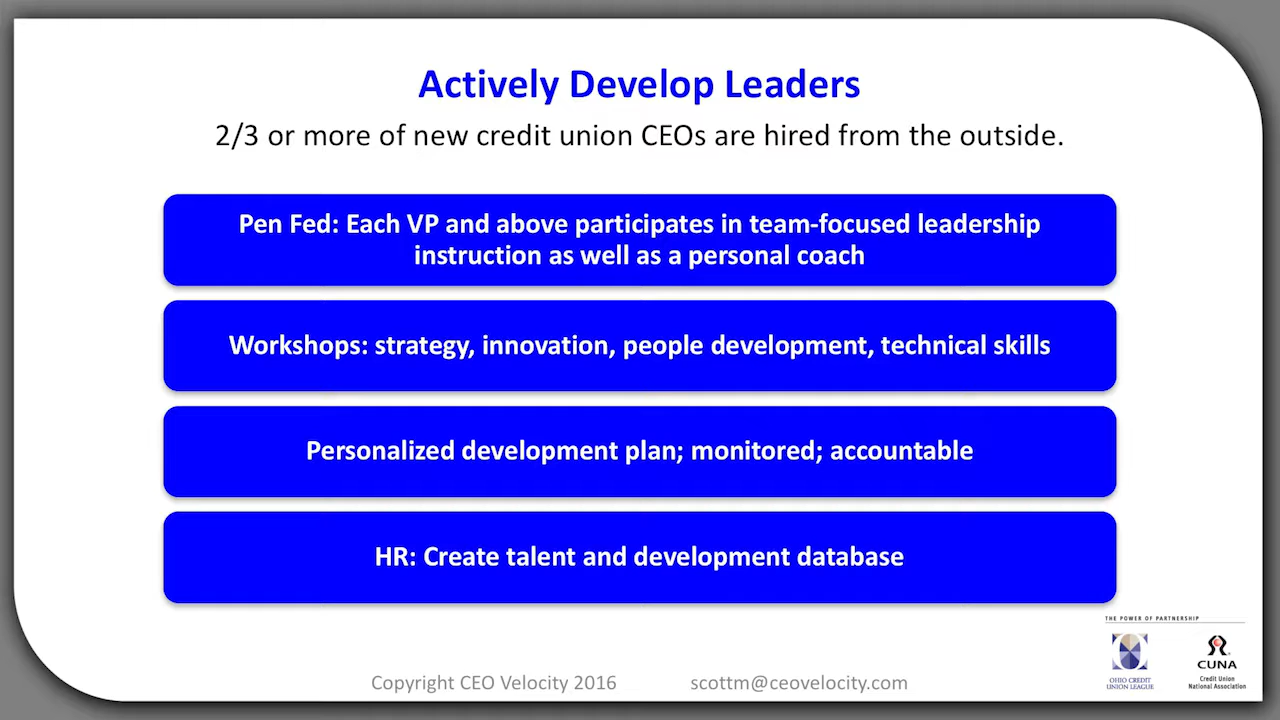 Actively Develop Leaders
2/3 or more of new credit union CEOs are hired from the outside.
Pen Fed: Each VP and above participates in team-focused leadership
instruction as well as a personal coach
Workshops: strategy, innovation, people development, technical skills
Personalized development plan; monitored; accountable
HR: Create talent and development database
THE POWER OF PARTNERSHIP
OHIO CREDIT
UNION LEAGUE
CUNA
Credit Union
National Association
Copyright CEO Velocity 2016 scottm@ceovelocity.com